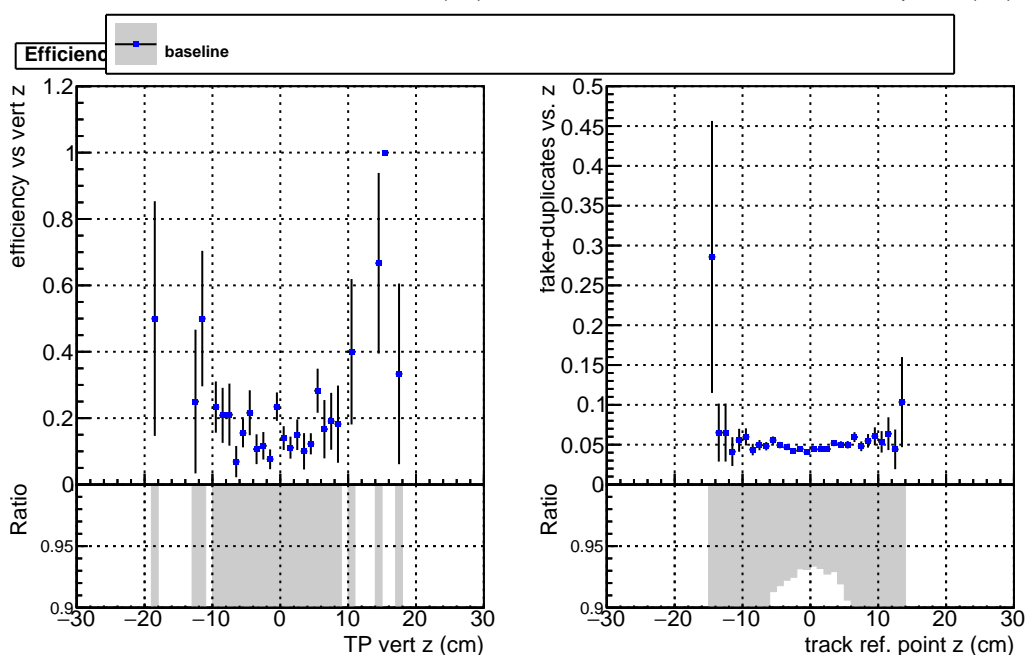 baseline
Efficienc
efficiency vs vert z
1.2
1
0.8
0.6
0.4
0.2
0
Ratio
0.95
0.9
−30 −20 −10 0 10 20 30
TP vert z (cm)
fake+duplicates vs. z
0.5
0.45
0.4
0.35
0.3
0.25
0.2
0.15
0.1
0.05
0
Ratio
0.95
0.9
−30 −20 −10 0 10 20 30
track ref. point z (cm)